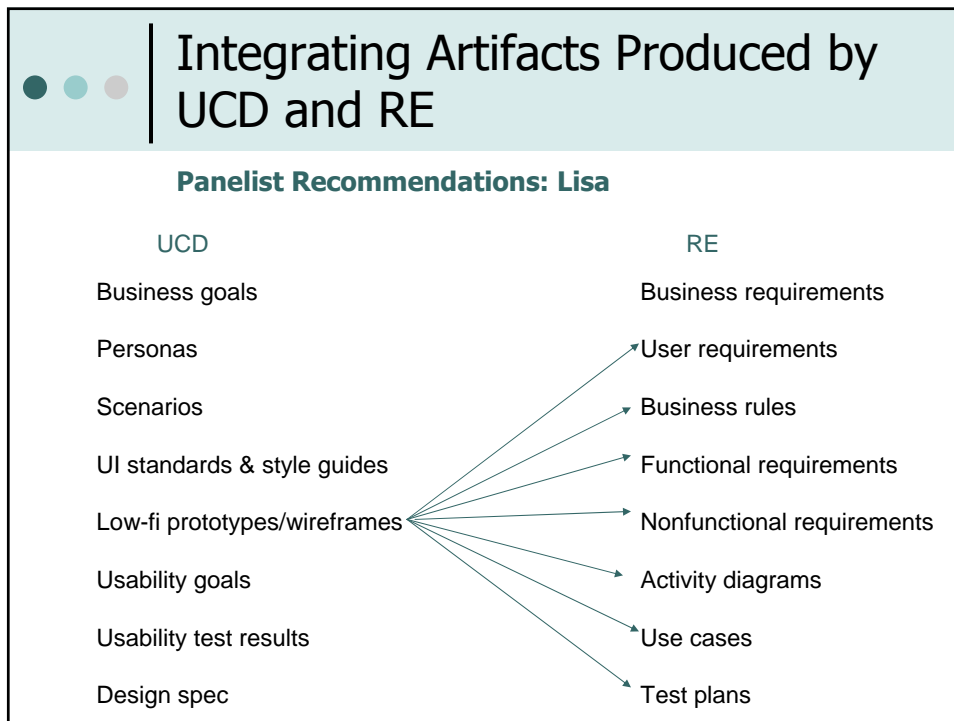 Integrating Artifacts Produced by
UCD and RE
Panelist Recommendations: Lisa
UCD
RE
Business goals
Business requirements
Personas
User requirements
Scenarios
Business rules
UI standards & style guides
Functional requirements
Low-fi prototypes/wireframes
Nonfunctional requirements
Usability goals
Activity diagrams
Usability test results
Use cases
Design spec
Test plans